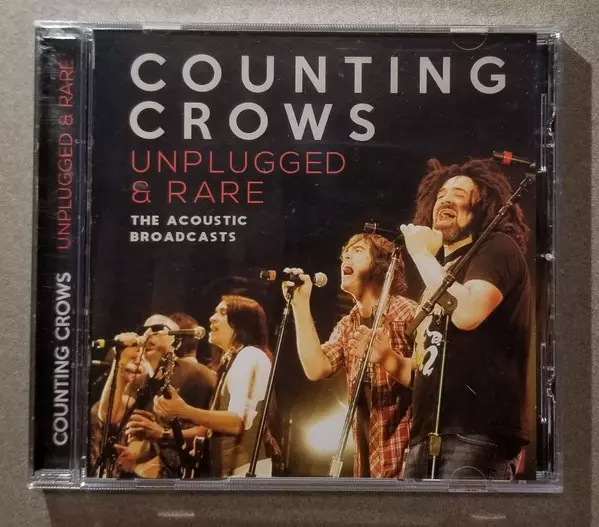 COUNTING
CROWS
UNPLUGGED
& RARE
THE ACOUSTIC
BROADCASTS
COUNTING CROWS UNPLUGGED & RARE